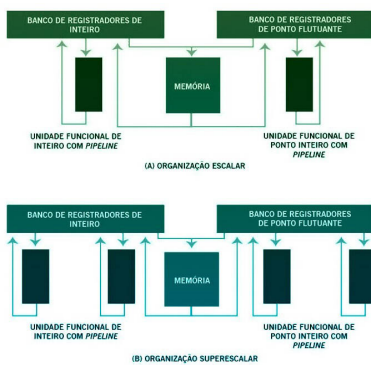 BANCO DE REGISTRADORES DE
INTEIRO
BANCO DE REGISTRADORES
DE PONTO FLUTUANTE
MEMÓRIA
UNIDADE FUNCIONAL DE
INTEIRO COM PIPELINE
UNIDADE FUNCIONAL DE
PONTO INTEIRO COM
PIPELINE
(A) ORGANIZAÇÃO ESCALAR
BANCO DE REGISTRADORES DE
INTEIRO
BANCO DE REGISTRADORES
DE PONTO FLUTUANTE
MEMÓRIA
UNIDADE FUNCIONAL DE
INTEIRO COM PIPELINE
UNIDADE FUNCIONAL DE
PONTO INTEIRO COM
PIPELINE
(B) ORGANIZAÇÃO SUPERESCALAR